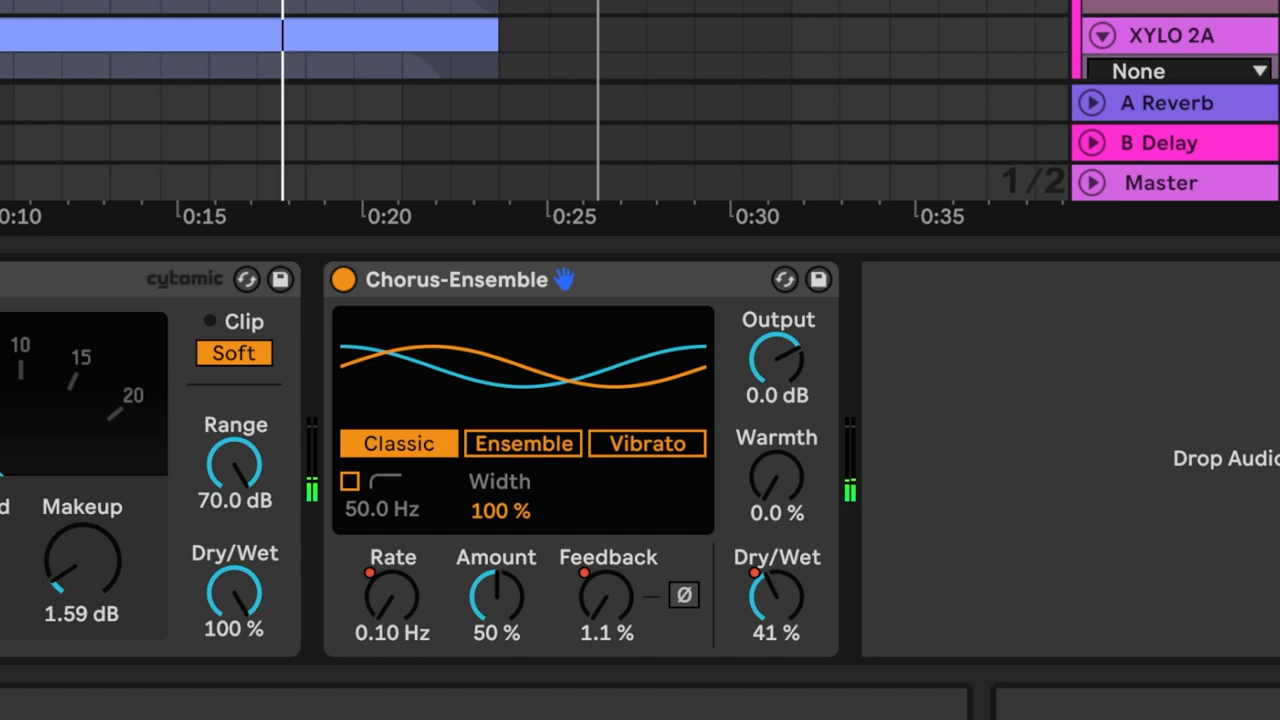 XYLO 2A
None
A Reverb
B Delay
1/2
Master
0:10 0:15 0:20 0:25 0:30 0:35
cytomic
Clip
Soft
10
15
20
Range
70.0 dB
Makeup
1.59 dB
Dry/Wet
100 %
Chorus-Ensemble
Classic Ensemble Vibrato
50.0 Hz
Width
100 %
Output
0.0 dB
Warmth
0.0 %
Rate
0.10 Hz
Amount
50 %
Feedback
1.1 %
Ø
Dry/Wet
41 %
Drop Audio